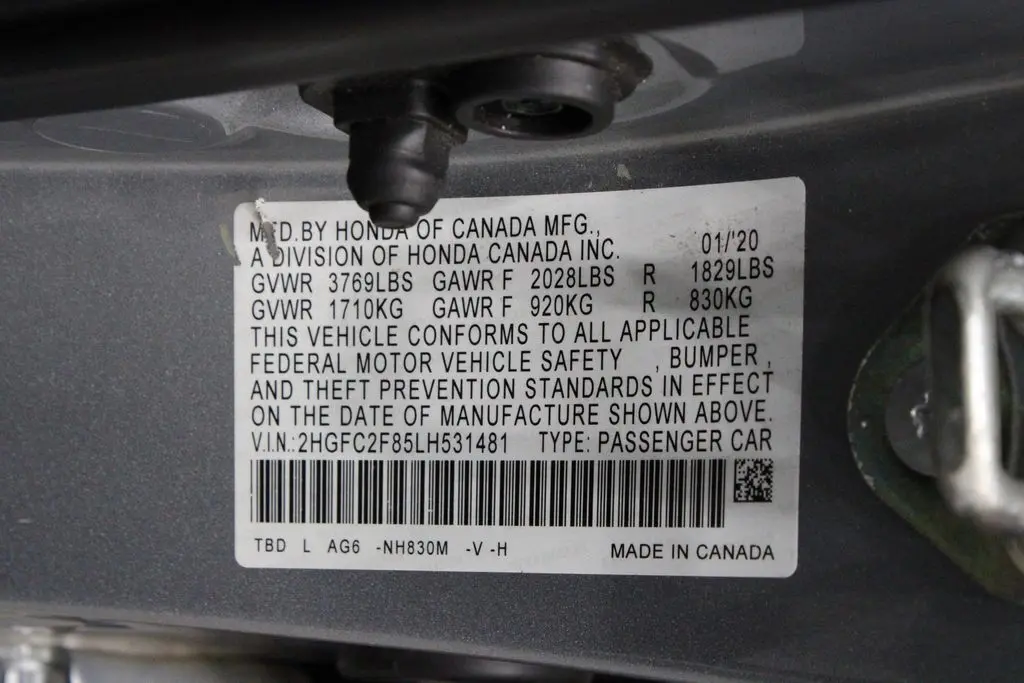 MFD.BY HONDA OF CANADA MFG.,
A DIVISION OF HONDA CANADA INC. 01/'20
GVWR 3769LBS GAWR F 2028LBS R 1829LBS
GVWR 1710KG GAWR F 920KG R 830KG
THIS VEHICLE CONFORMS TO ALL APPLICABLE
FEDERAL MOTOR VEHICLE SAFETY , BUMPER ,
AND THEFT PREVENTION STANDARDS IN EFFECT
ON THE DATE OF MANUFACTURE SHOWN ABOVE.
V.I.N.:2HGFC2F85LH531481 TYPE: PASSENGER CAR
TBD L AG6 -NH830M -V -H MADE IN CANADA